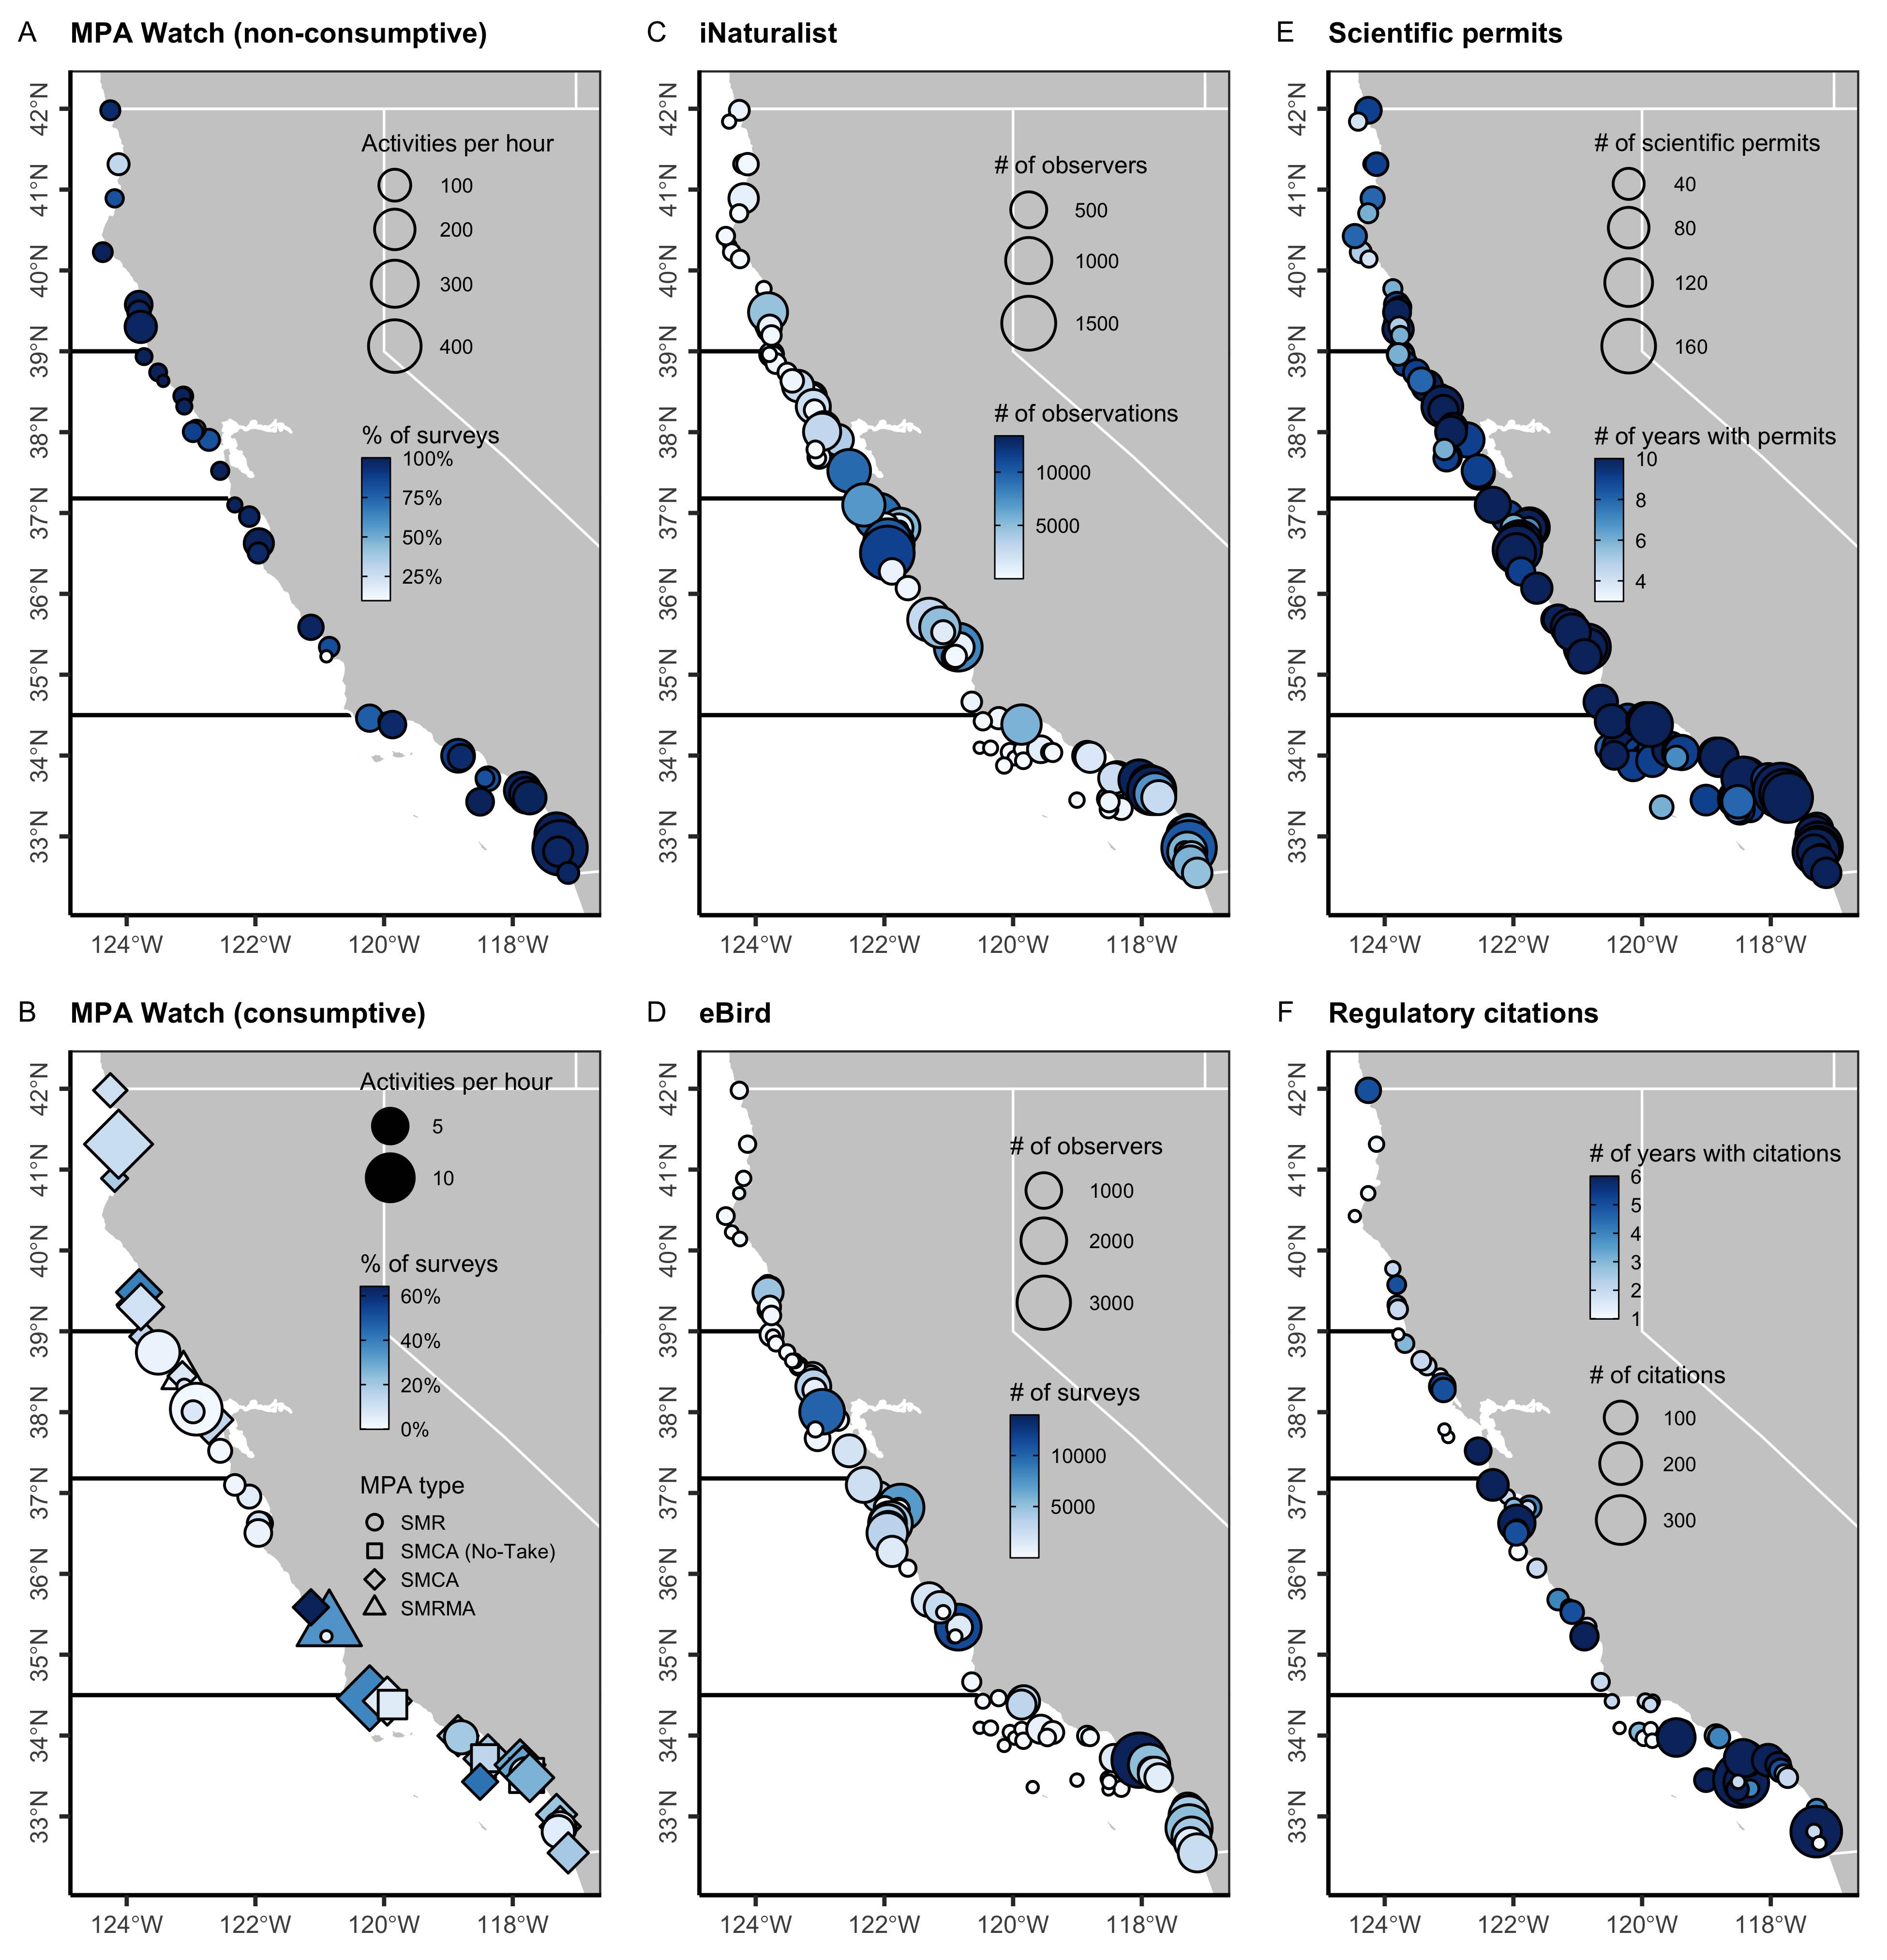 A MPA Watch (non-consumptive)
42°N
41°N
40°N
39°N
38°N
37°N
36°N
35°N
34°N
33°N
124°W 122°W 120°W 118°W
Activities per hour
100
200
300
400
% of surveys
100%
75%
50%
25%
C iNaturalist
42°N
41°N
40°N
39°N
38°N
37°N
36°N
35°N
34°N
33°N
124°W 122°W 120°W 118°W
# of observers
500
1000
1500
# of observations
10000
5000
E Scientific permits
42°N
41°N
40°N
39°N
38°N
37°N
36°N
35°N
34°N
33°N
124°W 122°W 120°W 118°W
# of scientific permits
40
80
120
160
# of years with permits
10
8
6
4
B MPA Watch (consumptive)
42°N
41°N
40°N
39°N
38°N
37°N
36°N
35°N
34°N
33°N
124°W 122°W 120°W 118°W
Activities per hour
5
10
% of surveys
60%
40%
20%
0%
MPA type
SMR
SMCA (No-Take)
SMCA
SMRMA
D eBird
42°N
41°N
40°N
39°N
38°N
37°N
36°N
35°N
34°N
33°N
124°W 122°W 120°W 118°W
# of observers
1000
2000
3000
# of surveys
10000
5000
F Regulatory citations
42°N
41°N
40°N
39°N
38°N
37°N
36°N
35°N
34°N
33°N
124°W 122°W 120°W 118°W
# of years with citations
6
5
4
3
2
1
# of citations
100
200
300